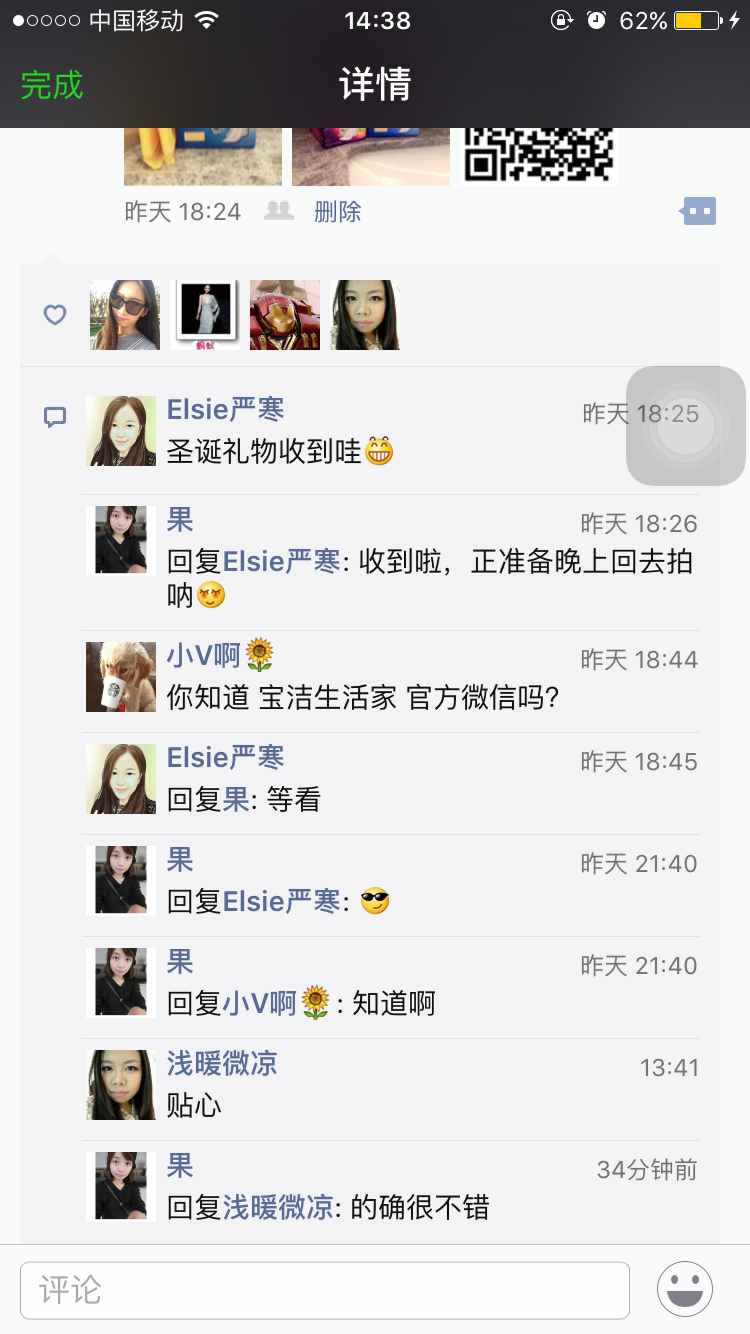 中国移动 14:38 62%
完成 详情
昨天 18:24 删除
Elsie严寒 昨天 18:25
圣诞礼物收到哇😁
果 昨天 18:26
回复Elsie严寒: 收到啦，正准备晚上回去拍
呐😍
小V啊🌻 昨天 18:44
你知道 宝洁生活家 官方微信吗?
Elsie严寒 昨天 18:45
回复果: 等看
果 昨天 21:40
回复Elsie严寒: 😎
果 昨天 21:40
回复小V啊🌻: 知道啊
浅暖微凉 13:41
贴心
果 34分钟前
回复浅暖微凉: 的确很不错
评论